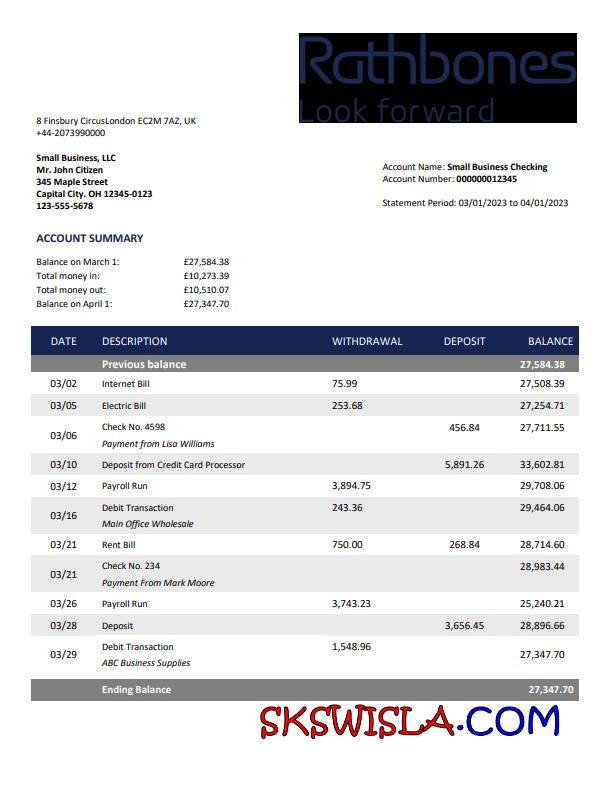 Rathbones
Look forward
8 Finsbury CircusLondon EC2M 7AZ, UK
+44-2073990000
Small Business, LLC
Mr. John Citizen
345 Maple Street
Capital City. OH 12345-0123
123-555-5678
Account Name: Small Business Checking
Account Number: 000000012345
Statement Period: 03/01/2023 to 04/01/2023
ACCOUNT SUMMARY
Balance on March 1: £27,584.38
Total money in: £10,273.39
Total money out: £10,510.07
Balance on April 1: £27,347.70
DATE DESCRIPTION WITHDRAWAL DEPOSIT BALANCE
Previous balance 27,584.38
03/02 Internet Bill 75.99 27,508.39
03/05 Electric Bill 253.68 27,254.71
03/06 Check No. 4598 456.84 27,711.55
Payment from Lisa Williams
03/10 Deposit from Credit Card Processor 5,891.26 33,602.81
03/12 Payroll Run 3,894.75 29,708.06
03/16 Debit Transaction 243.36 29,464.06
Main Office Wholesale
03/21 Rent Bill 750.00 268.84 28,714.60
03/21 Check No. 234 28,983.44
Payment From Mark Moore
03/26 Payroll Run 3,743.23 25,240.21
03/28 Deposit 3,656.45 28,896.66
03/29 Debit Transaction 1,548.96 27,347.70
ABC Business Supplies
Ending Balance 27,347.70
SKSWISLA.COM